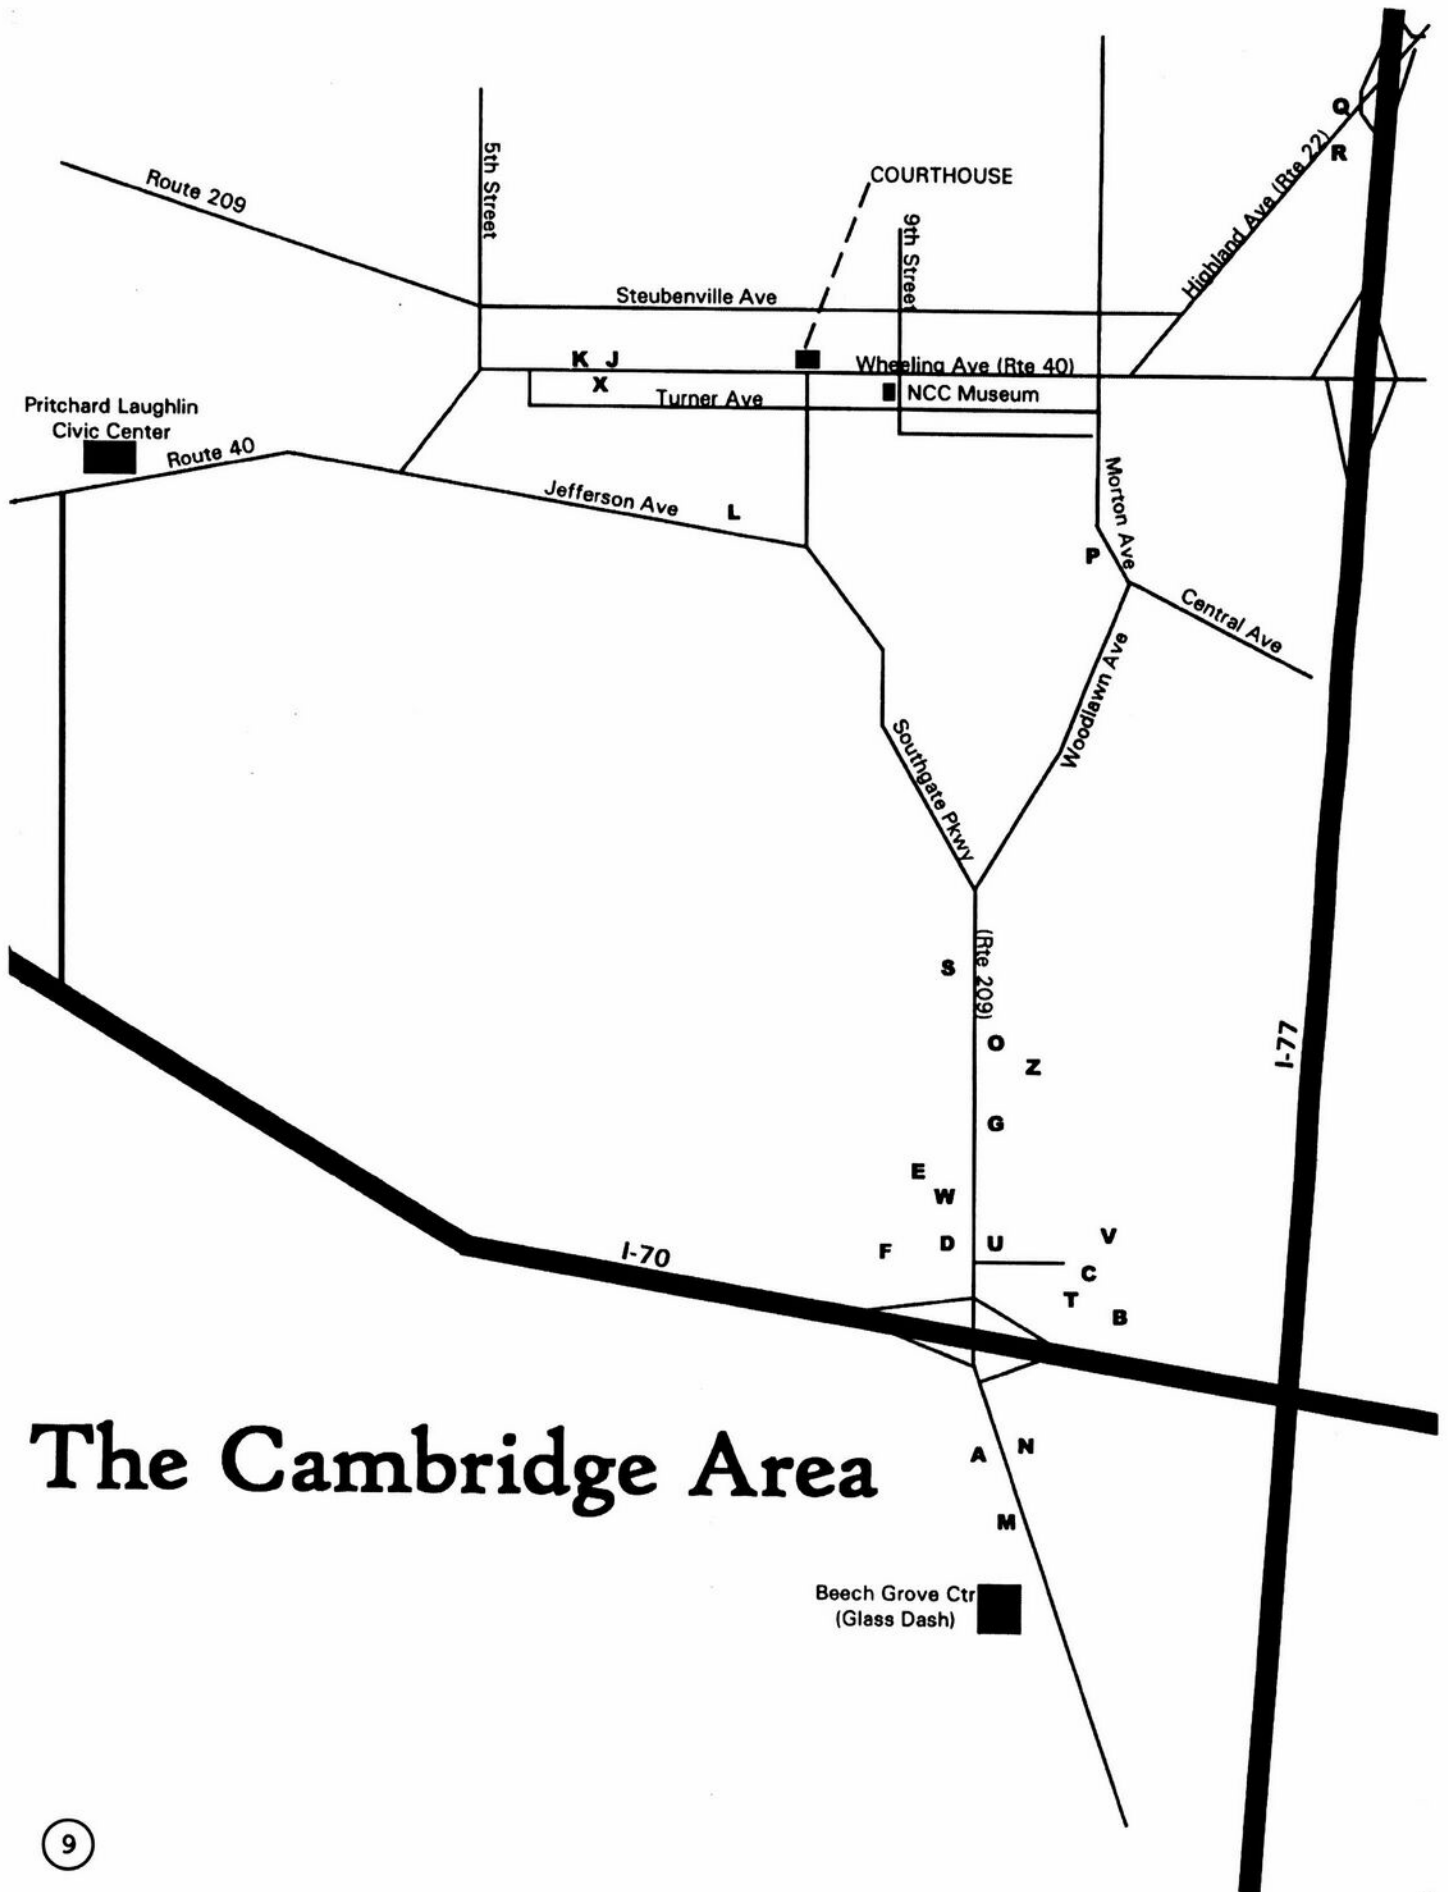 Q
R
Highland Ave (Rte 22)
5th Street
Route 209
COURTHOUSE
9th Street
Steubenville Ave
K J
X
Wheeling Ave (Rte 40)
Turner Ave
NCC Museum
Pritchard Laughlin
Civic Center
Route 40
Jefferson Ave
L
Morton Ave
P
Central Ave
Woodlawn Ave
Southgate Pkwy
(Rte 209)
S
O
Z
I-77
G
E
W
F
D
U
V
C
T
B
I-70
The Cambridge Area
A
N
M
Beech Grove Ctr
(Glass Dash)
9